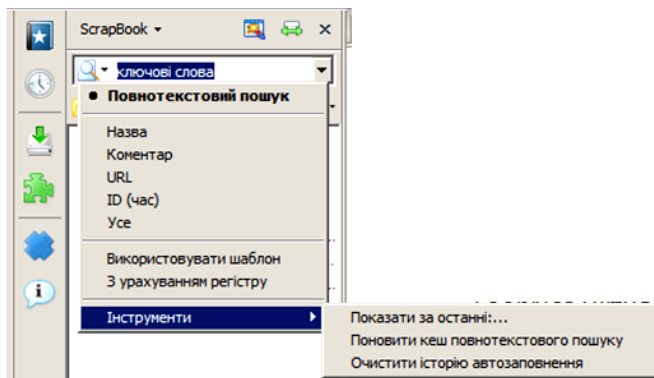 ScrapBook
ключові слова
Повнотекстовий пошук
Назва
Коментар
URL
ID (час)
Усе
Використовувати шаблон
З урахуванням регістру
Інструменти
Показати за останні:...
Поновити кеш повнотекстового пошуку
Очистити історію автозаповнення